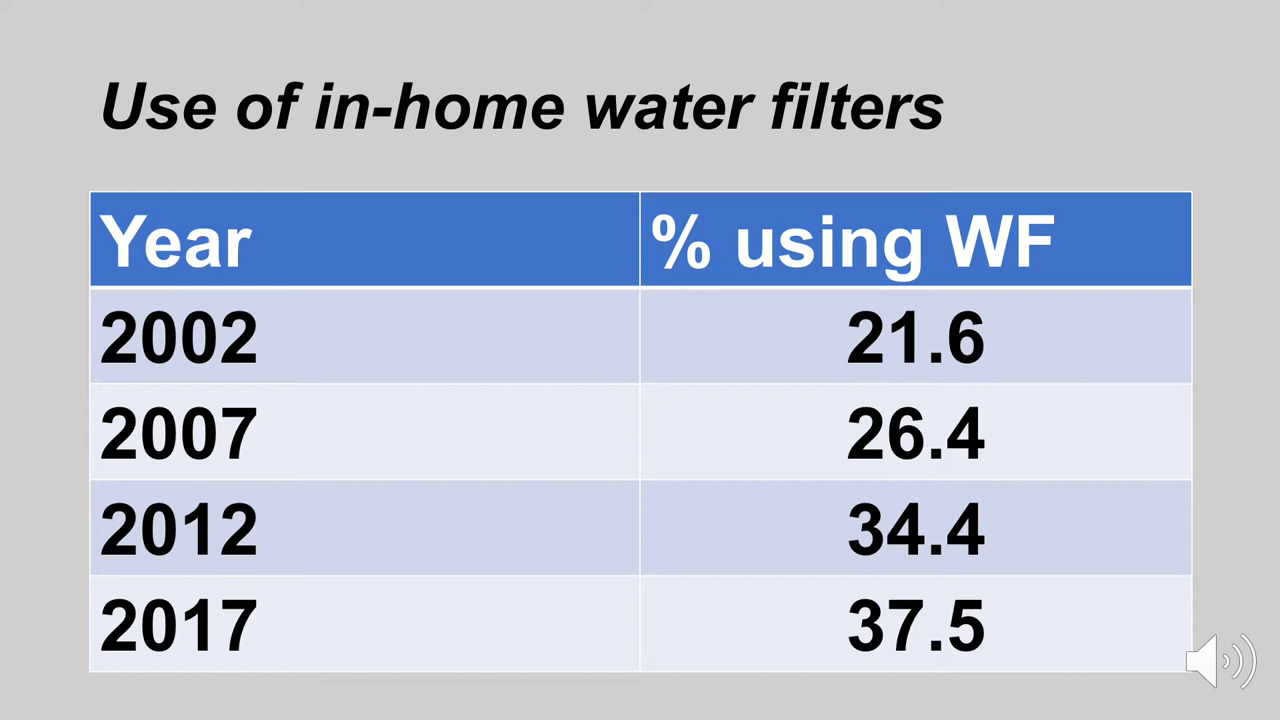 Use of in-home water filters
Year % using WF
2002 21.6
2007 26.4
2012 34.4
2017 37.5